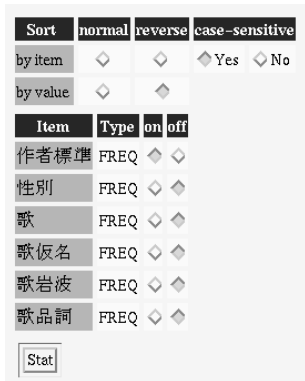 Sort normal reverse case-sensitive
by item Yes No
by value
Item Type on off
作者標準 FREQ
性別 FREQ
歌 FREQ
歌仮名 FREQ
歌岩波 FREQ
歌品詞 FREQ
Stat